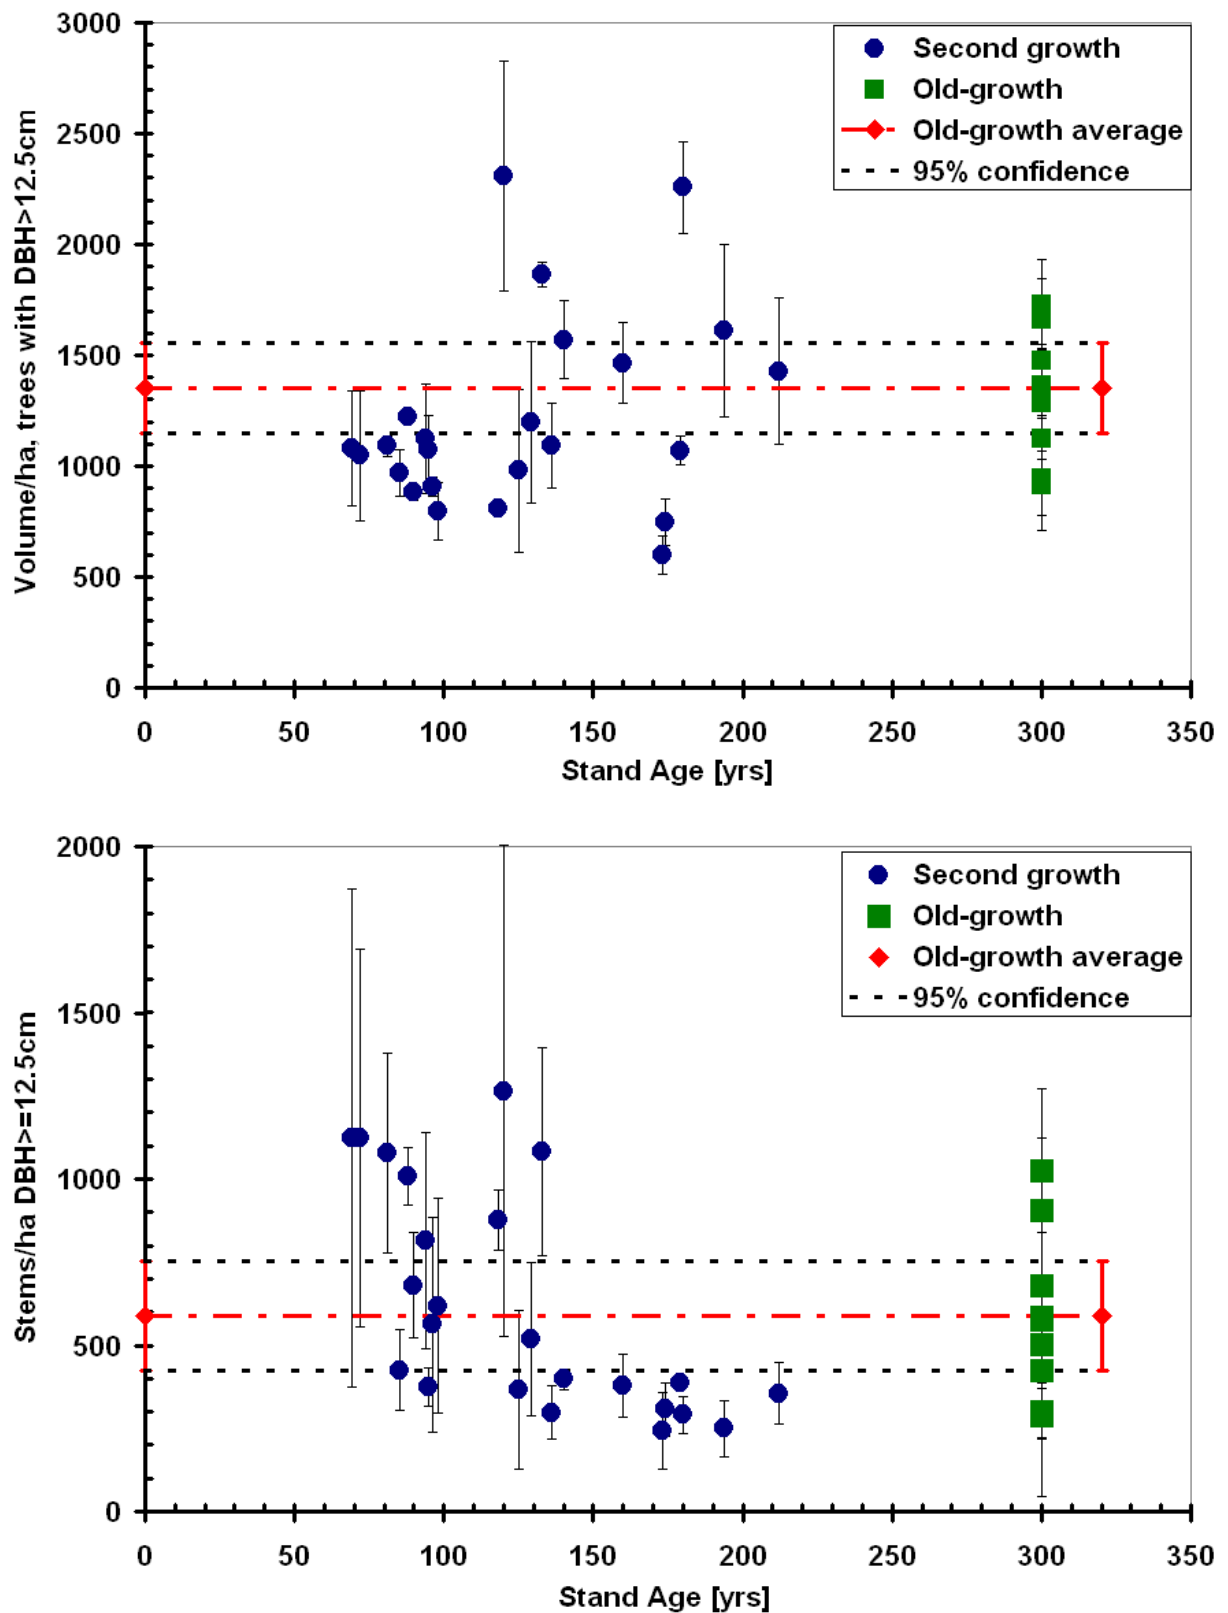 3000
2500
2000
1500
1000
500
0
Volume/ha, trees with DBH>12.5cm
Second growth
Old-growth
Old-growth average
95% confidence
0 50 100 150 200 250 300 350
Stand Age [yrs]
2000
1500
1000
500
0
Stems/ha DBH>=12.5cm
Second growth
Old-growth
Old-growth average
95% confidence
0 50 100 150 200 250 300 350
Stand Age [yrs]